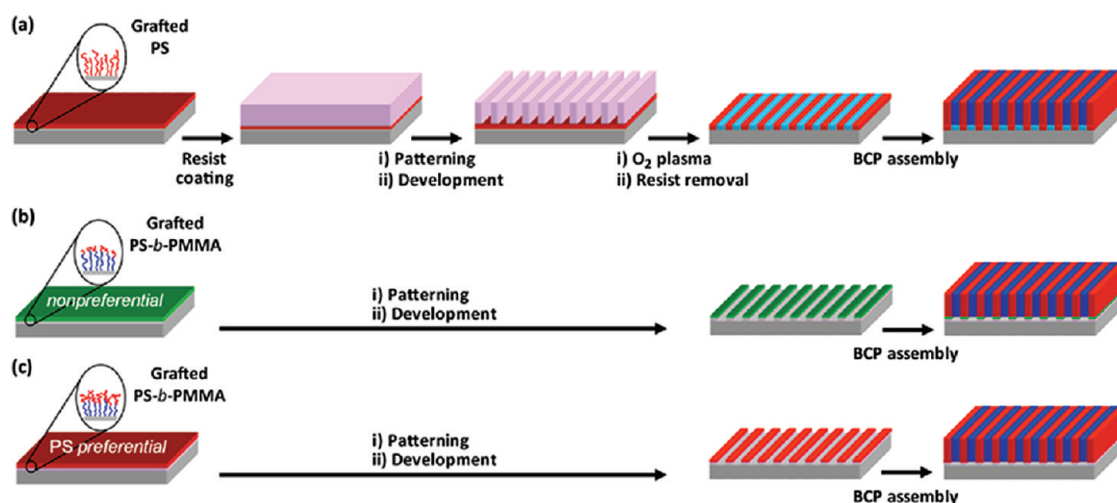 (a)
Grafted
PS
Resist
coating
i) Patterning
ii) Development
i) O₂ plasma
ii) Resist removal
BCP assembly
(b)
Grafted
PS-b-PMMA
nonpreferential
i) Patterning
ii) Development
BCP assembly
(c)
Grafted
PS-b-PMMA
PS preferential
i) Patterning
ii) Development
BCP assembly